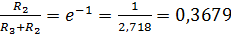 R₂/(R₃+R₂) = e⁻¹ = 1/2,718 = 0,3679